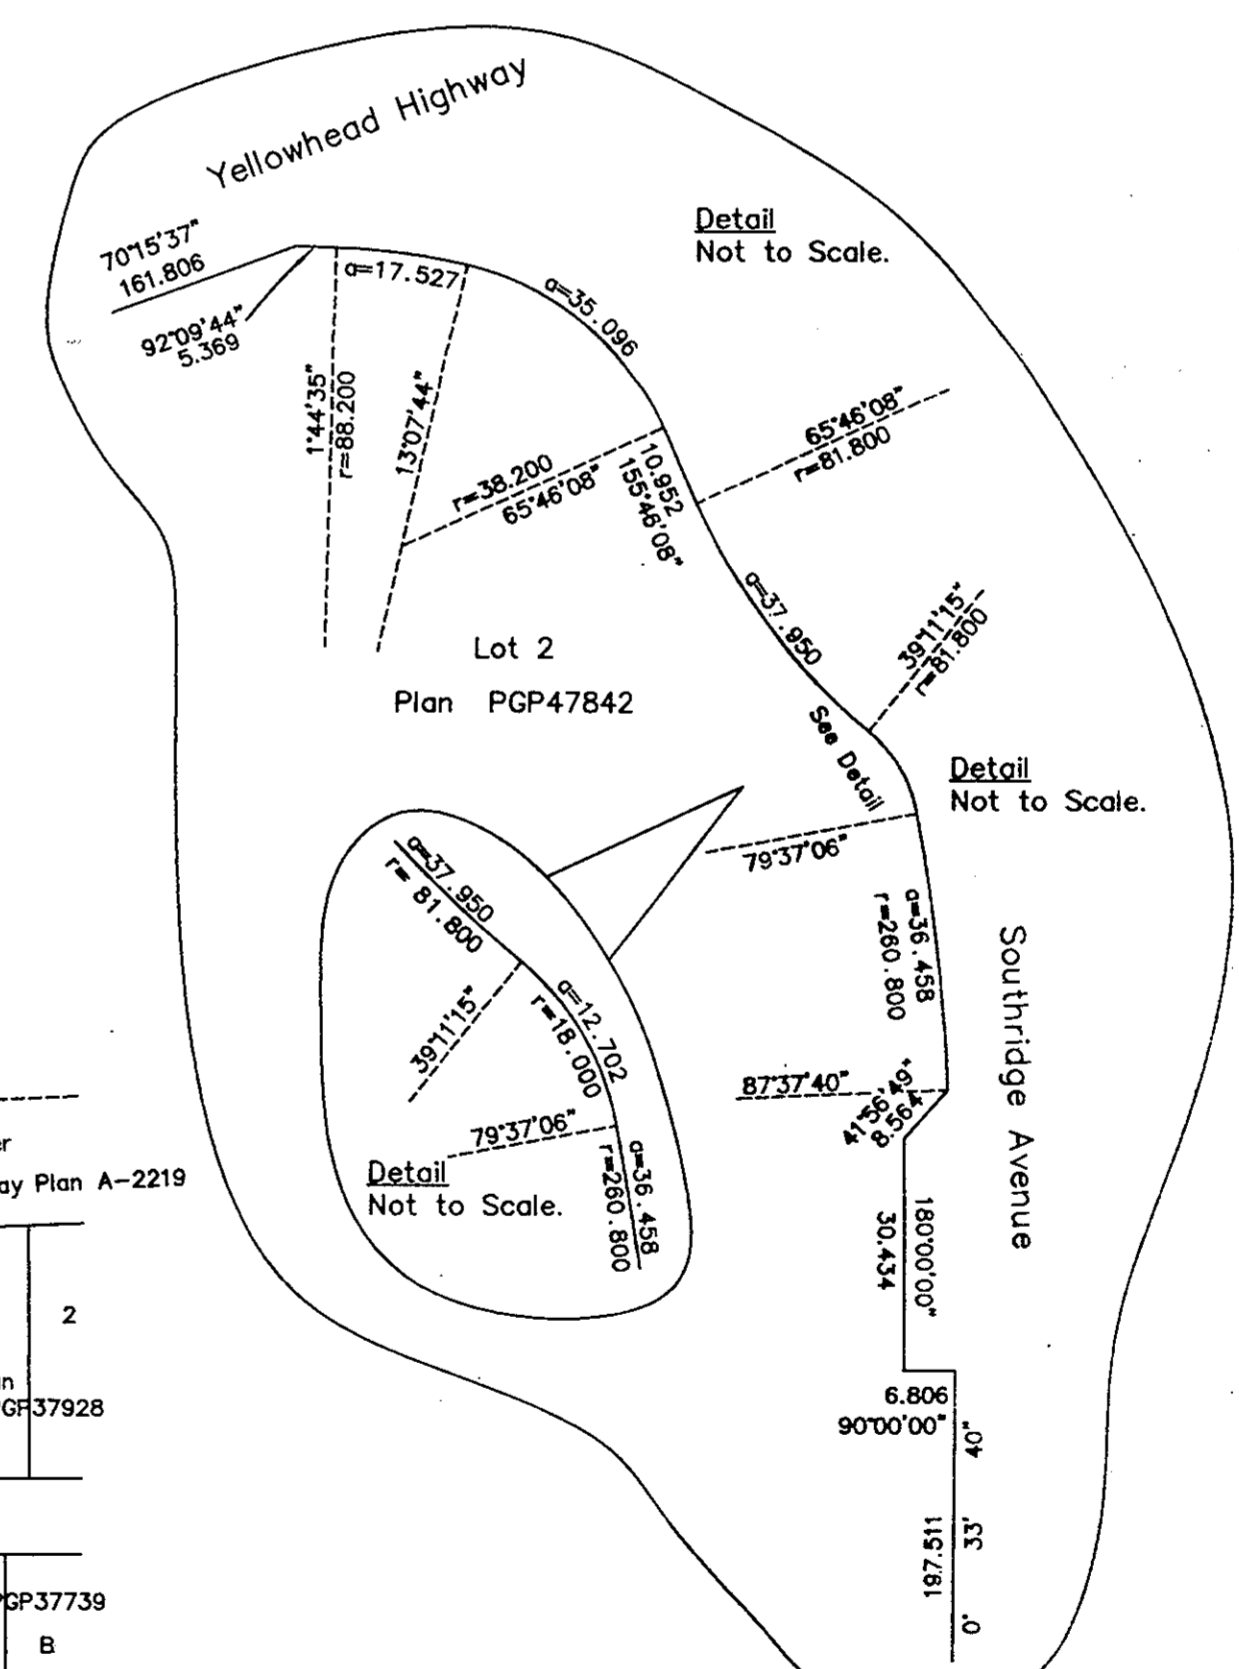 Yellowhead Highway
Detail
Not to Scale.
70°15'37"
161.806
92°09'44"
5.369
a=17.527
a=35.096
1°44'35"
r=88.200
13°07'44"
r=38.200
65°46'08"
10.952
155°46'08"
65°46'08"
r=81.800
a=37.950
39°11'15"
r=81.800
Lot 2
Plan PGP47842
See Detail
Detail
Not to Scale.
79°37'06"
a=36.458
r=260.800
Southridge Avenue
a=37.950
r= 81.800
a=12.702
r=18.000
39°11'15"
79°37'06"
a=36.458
r=260.800
Detail
Not to Scale.
87°37'40"
41°56'49"
8.564
180°00'00"
30.434
6.806
90°00'00"
197.511
0° 33' 40"
er
ay Plan A-2219
2
n
GP37928
PGP37739
B